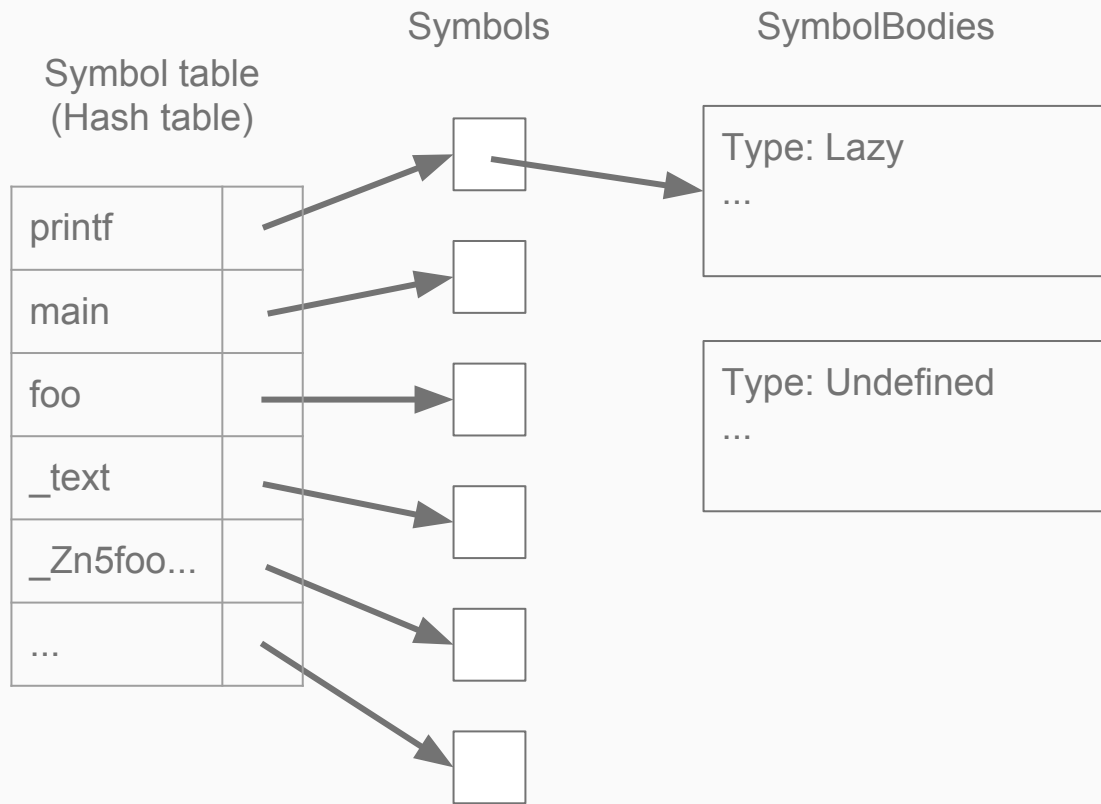 Symbols
SymbolBodies
Symbol table
(Hash table)
printf
main
foo
_text
_Zn5foo...
...
Type: Lazy
...
Type: Undefined
...